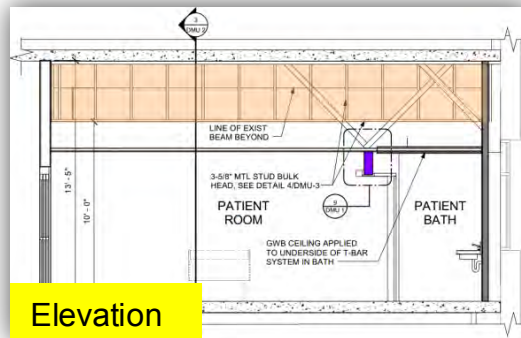 3
DMU 2
LINE OF EXIST
BEAM BEYOND
13' - 5"
10' - 0"
3-5/8" MTL STUD BULK
HEAD, SEE DETAIL 4/DMU-3
PATIENT
ROOM
9
DMU 1
PATIENT
BATH
GWB CEILING APPLIED
TO UNDERSIDE OF T-BAR
SYSTEM IN BATH
Elevation